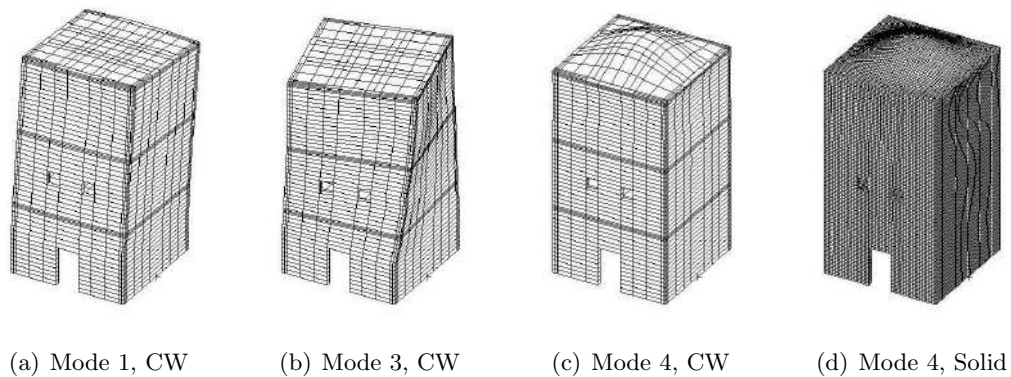 (a) Mode 1, CW
(b) Mode 3, CW
(c) Mode 4, CW
(d) Mode 4, Solid